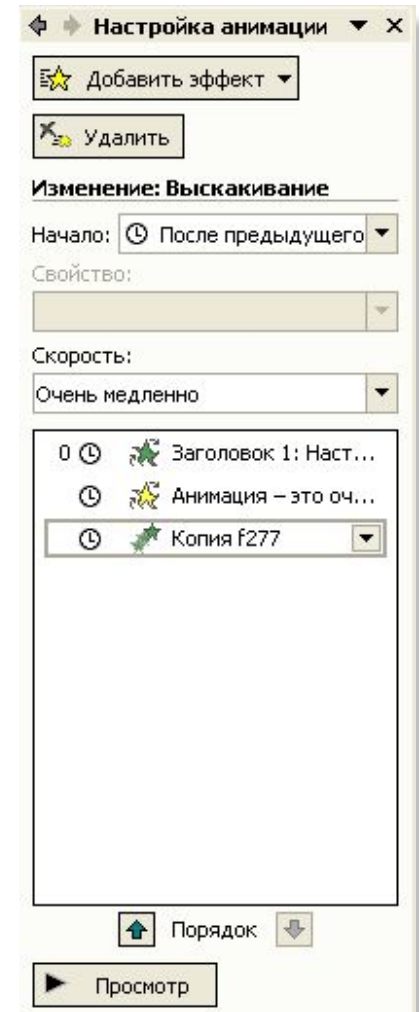 Настройка анимации
Добавить эффект
Удалить
Изменение: Выскакивание
Начало: После предыдущего
Свойство:
Скорость:
Очень медленно
0 Заголовок 1: Наст...
Анимация – это оч...
Копия f277
Порядок
Просмотр